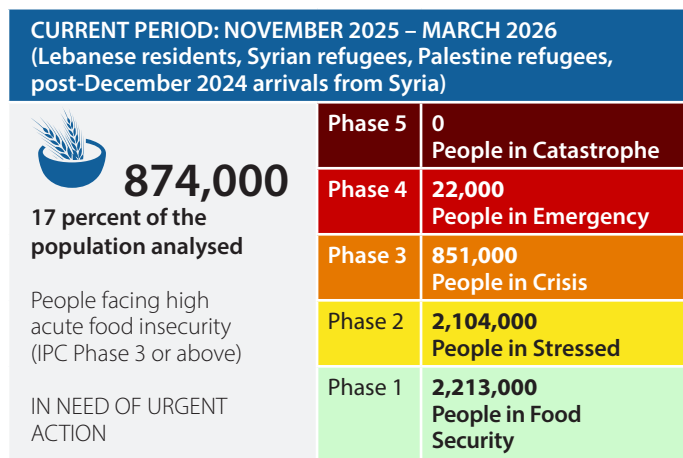 CURRENT PERIOD: NOVEMBER 2025 – MARCH 2026
(Lebanese residents, Syrian refugees, Palestine refugees,
post-December 2024 arrivals from Syria)
874,000
17 percent of the
population analysed
People facing high
acute food insecurity
(IPC Phase 3 or above)
IN NEED OF URGENT
ACTION
Phase 5
0
People in Catastrophe
Phase 4
22,000
People in Emergency
Phase 3
851,000
People in Crisis
Phase 2
2,104,000
People in Stressed
Phase 1
2,213,000
People in Food
Security